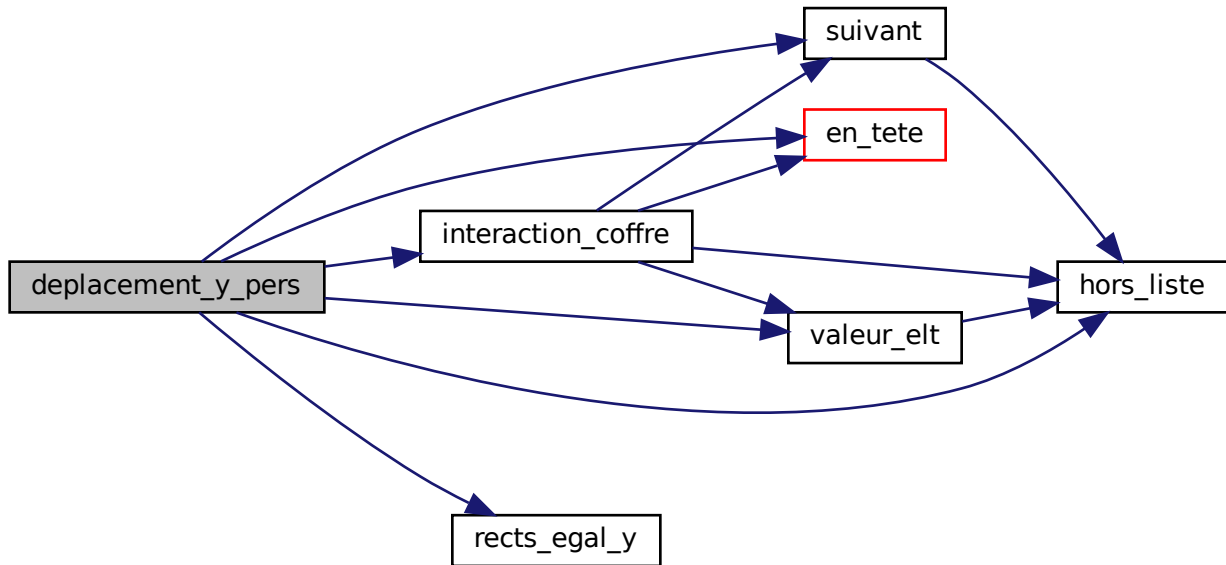 suivant
en_tete
interaction_coffre
deplacement_y_pers
hors_liste
valeur_elt
rects_egal_y